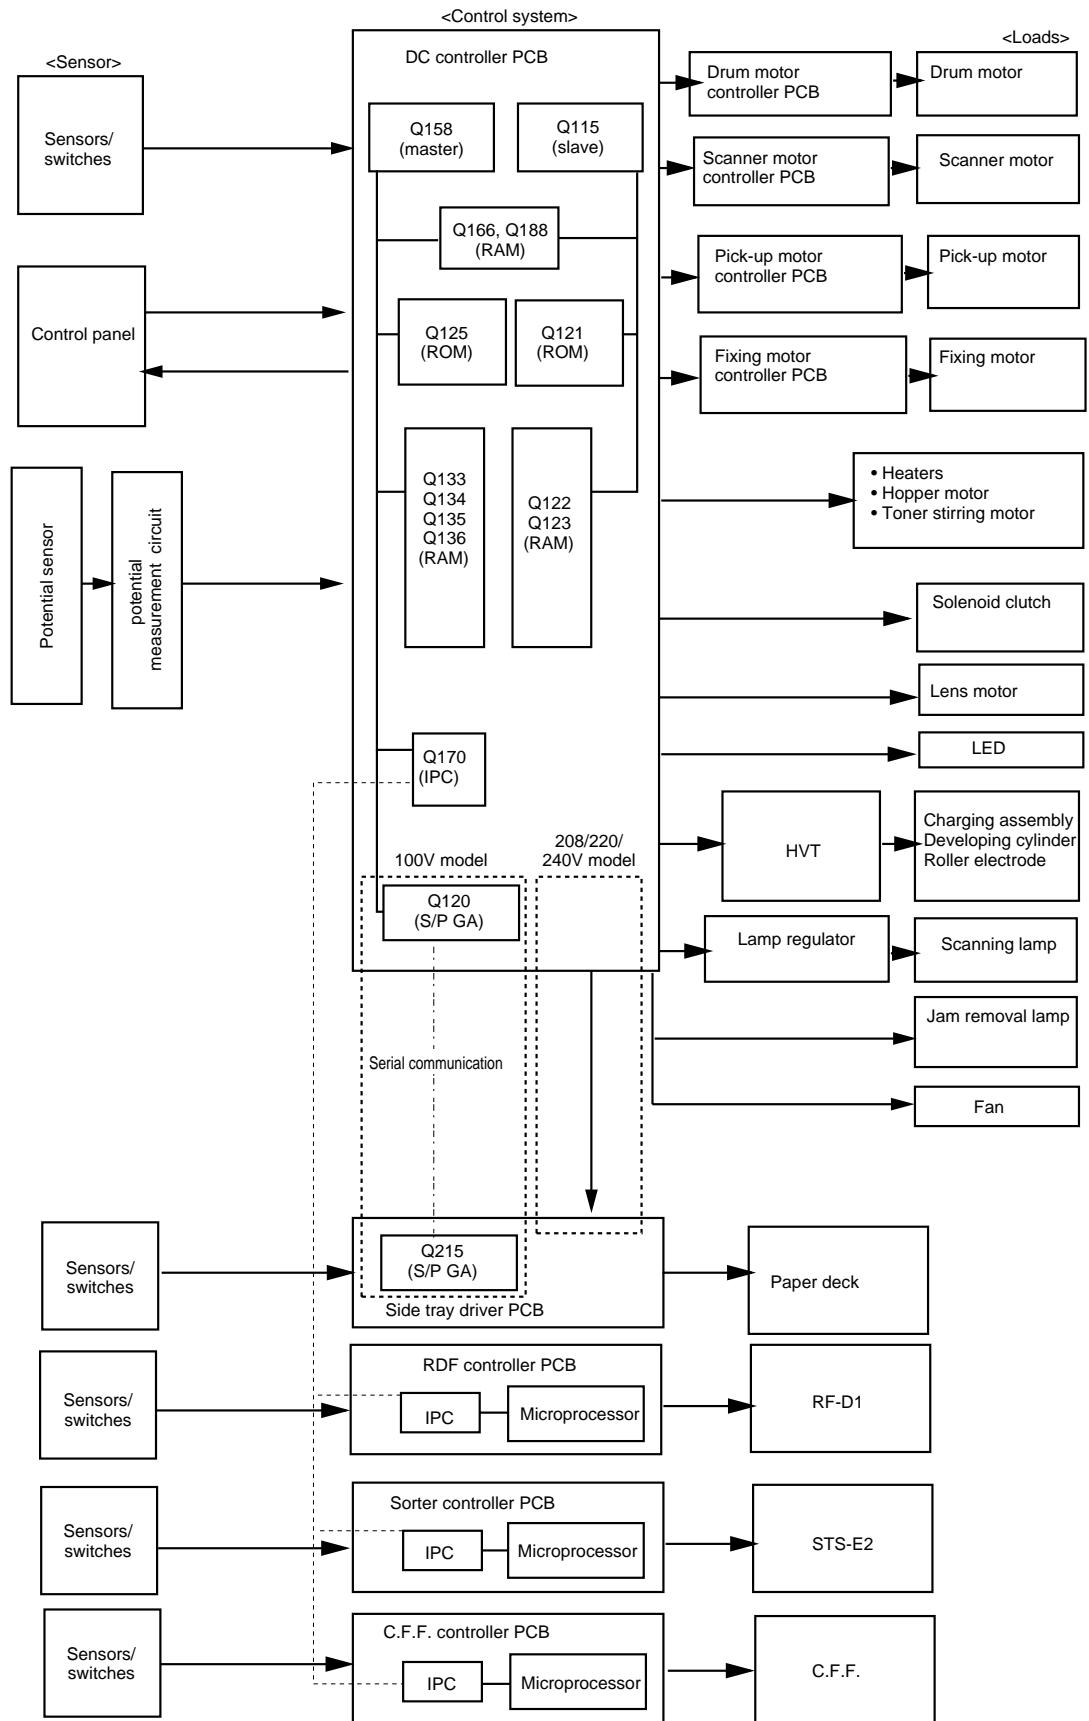 <Control system>
<Sensor>
<Loads>
DC controller PCB
Sensors/
switches
Q158
(master)
Q115
(slave)
Q166, Q188
(RAM)
Control panel
Q125
(ROM)
Q121
(ROM)
Q133
Q134
Q135
Q136
(RAM)
Q122
Q123
(RAM)
Potential sensor
potential
measurement circuit
Q170
(IPC)
100V model
208/220/
240V model
Q120
(S/P GA)
Serial communication
Drum motor
controller PCB
Drum motor
Scanner motor
controller PCB
Scanner motor
Pick-up motor
controller PCB
Pick-up motor
Fixing motor
controller PCB
Fixing motor
• Heaters
• Hopper motor
• Toner stirring motor
Solenoid clutch
Lens motor
LED
HVT
Charging assembly
Developing cylinder
Roller electrode
Lamp regulator
Scanning lamp
Jam removal lamp
Fan
Sensors/
switches
Q215
(S/P GA)
Side tray driver PCB
Paper deck
Sensors/
switches
RDF controller PCB
IPC
Microprocessor
RF-D1
Sensors/
switches
Sorter controller PCB
IPC
Microprocessor
STS-E2
Sensors/
switches
C.F.F. controller PCB
IPC
Microprocessor
C.F.F.